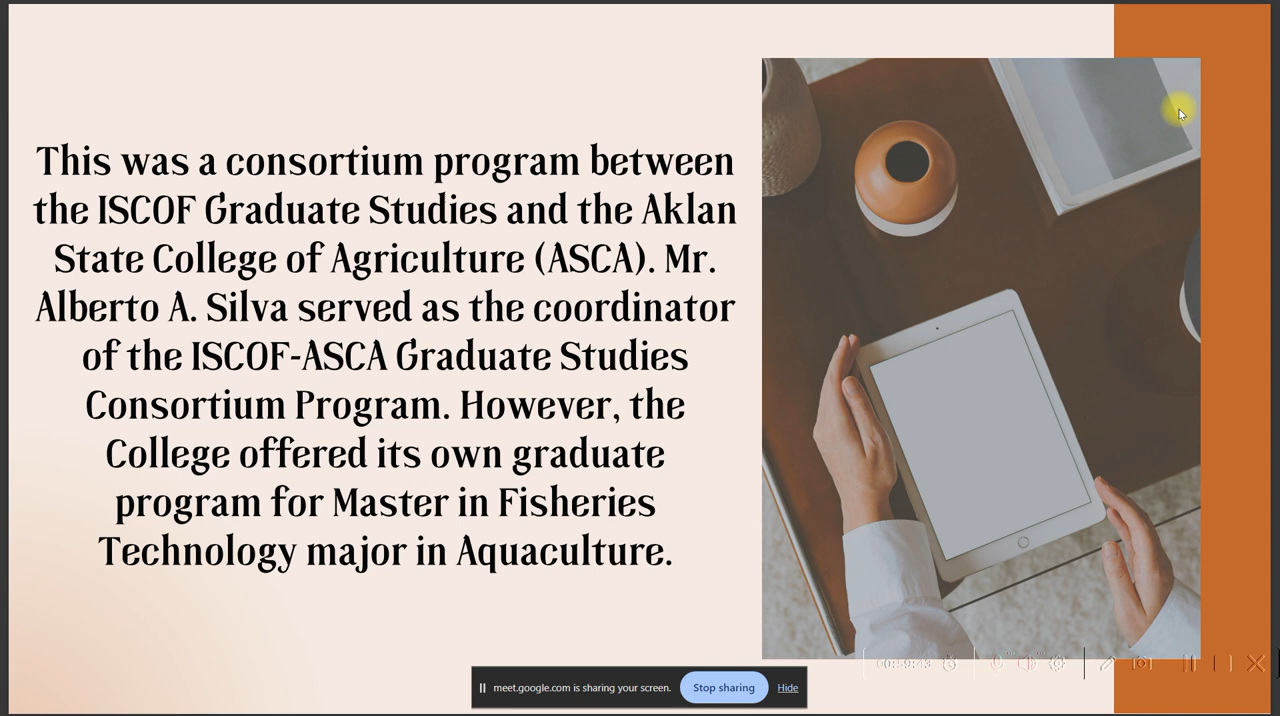 This was a consortium program between
the ISCOF Graduate Studies and the Aklan
State College of Agriculture (ASCA). Mr.
Alberto A. Silva served as the coordinator
of the ISCOF-ASCA Graduate Studies
Consortium Program. However, the
College offered its own graduate
program for Master in Fisheries
Technology major in Aquaculture.
meet.google.com is sharing your screen. Stop sharing Hide